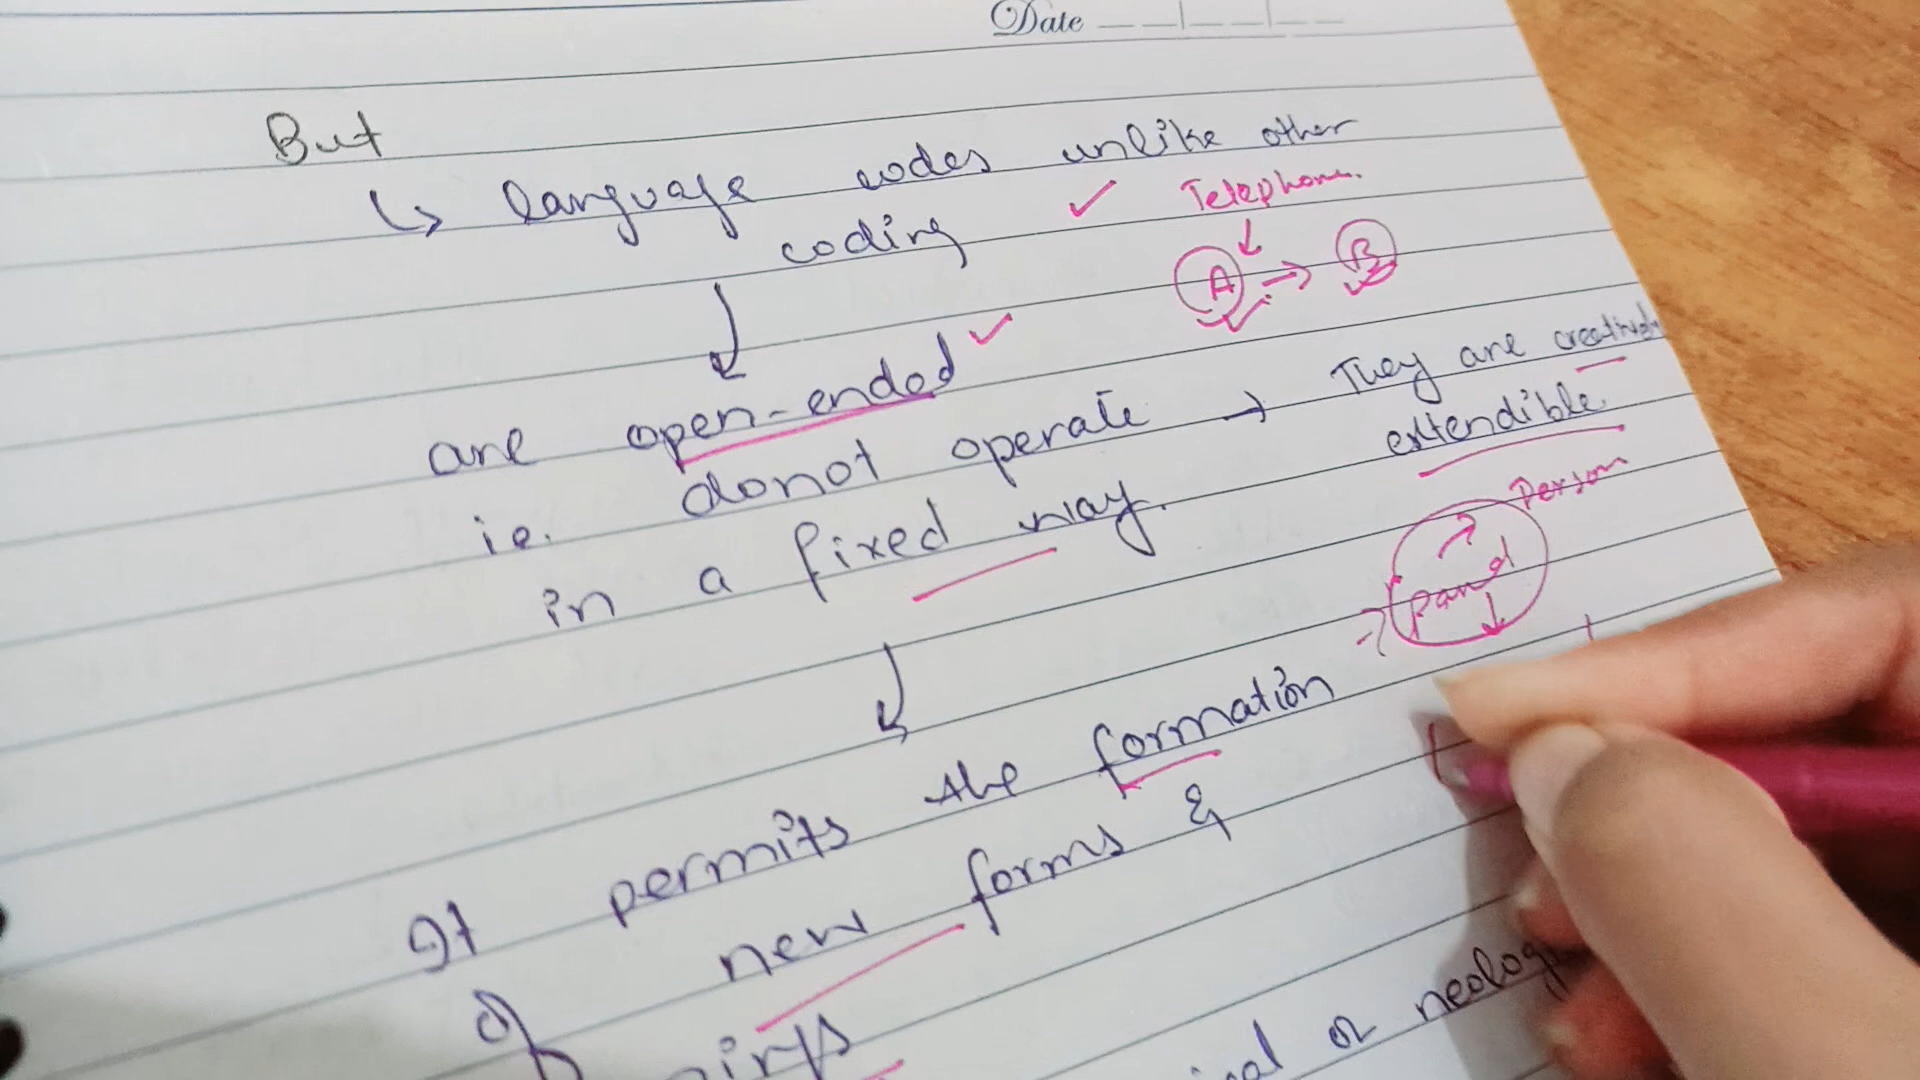 Date
But
↳ language codes unlike other
coding ✓ Telephone.
↓
A → B
↓
are open-ended ✓
i.e. donot operate → They are creatively
extendible.
in a fixed way.
Person
↓
It permits the formation
of new forms &
or